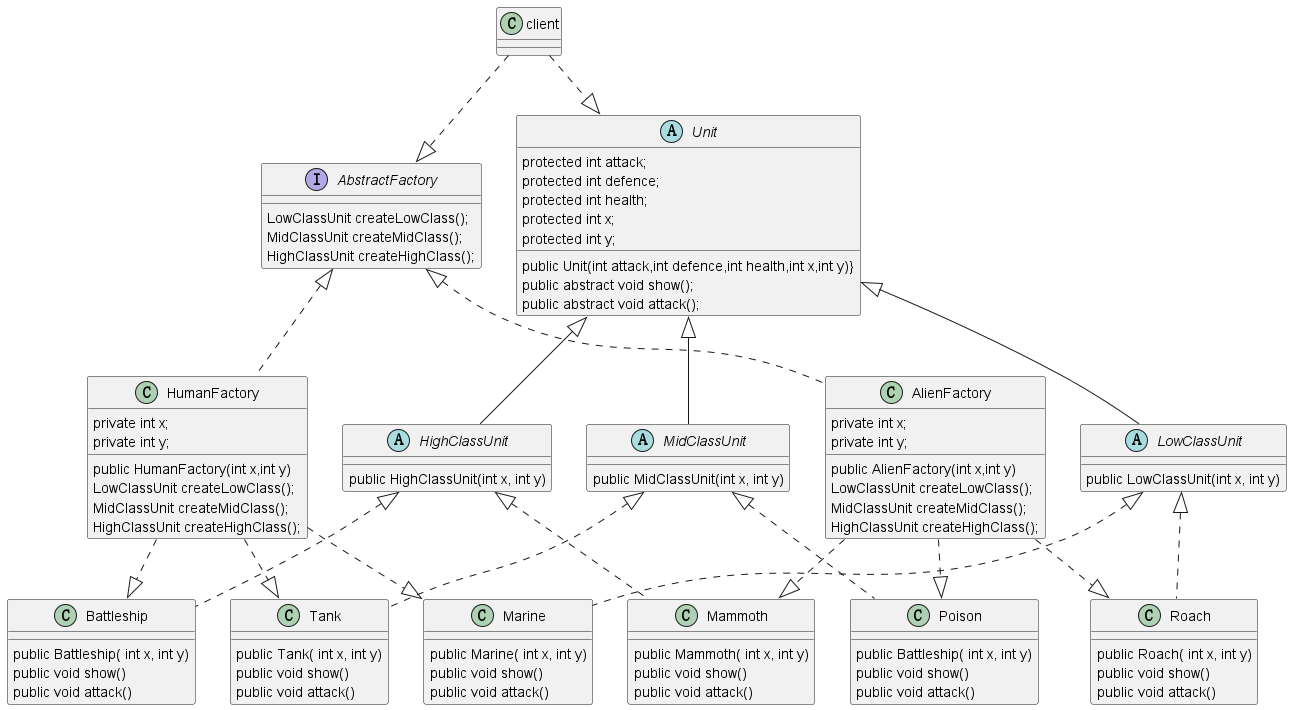 C client
I AbstractFactory
LowClassUnit createLowClass();
MidClassUnit createMidClass();
HighClassUnit createHighClass();
A Unit
protected int attack;
protected int defence;
protected int health;
protected int x;
protected int y;
public Unit(int attack,int defence,int health,int x,int y)}
public abstract void show();
public abstract void attack();
C HumanFactory
private int x;
private int y;
public HumanFactory(int x,int y)
LowClassUnit createLowClass();
MidClassUnit createMidClass();
HighClassUnit createHighClass();
A HighClassUnit
public HighClassUnit(int x, int y)
A MidClassUnit
public MidClassUnit(int x, int y)
C AlienFactory
private int x;
private int y;
public AlienFactory(int x,int y)
LowClassUnit createLowClass();
MidClassUnit createMidClass();
HighClassUnit createHighClass();
A LowClassUnit
public LowClassUnit(int x, int y)
C Battleship
public Battleship( int x, int y)
public void show()
public void attack()
C Tank
public Tank( int x, int y)
public void show()
public void attack()
C Marine
public Marine( int x, int y)
public void show()
public void attack()
C Mammoth
public Mammoth( int x, int y)
public void show()
public void attack()
C Poison
public Battleship( int x, int y)
public void show()
public void attack()
C Roach
public Roach( int x, int y)
public void show()
public void attack()